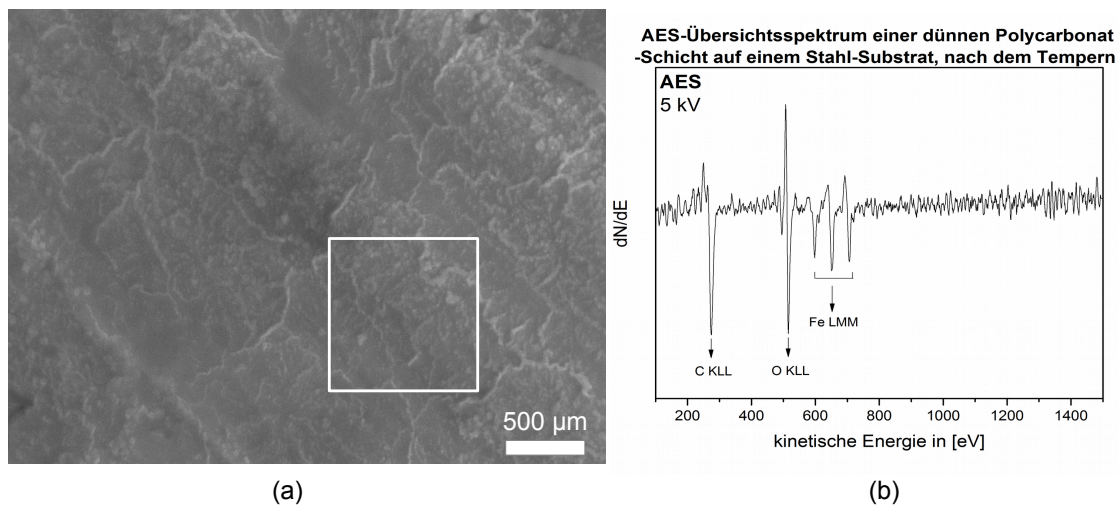 500 µm
(a)
AES-Übersichtsspektrum einer dünnen Polycarbonat
-Schicht auf einem Stahl-Substrat, nach dem Tempern
AES
5 kV
dN/dE
Fe LMM
C KLL
O KLL
200 400 600 800 1000 1200 1400
kinetische Energie in [eV]
(b)